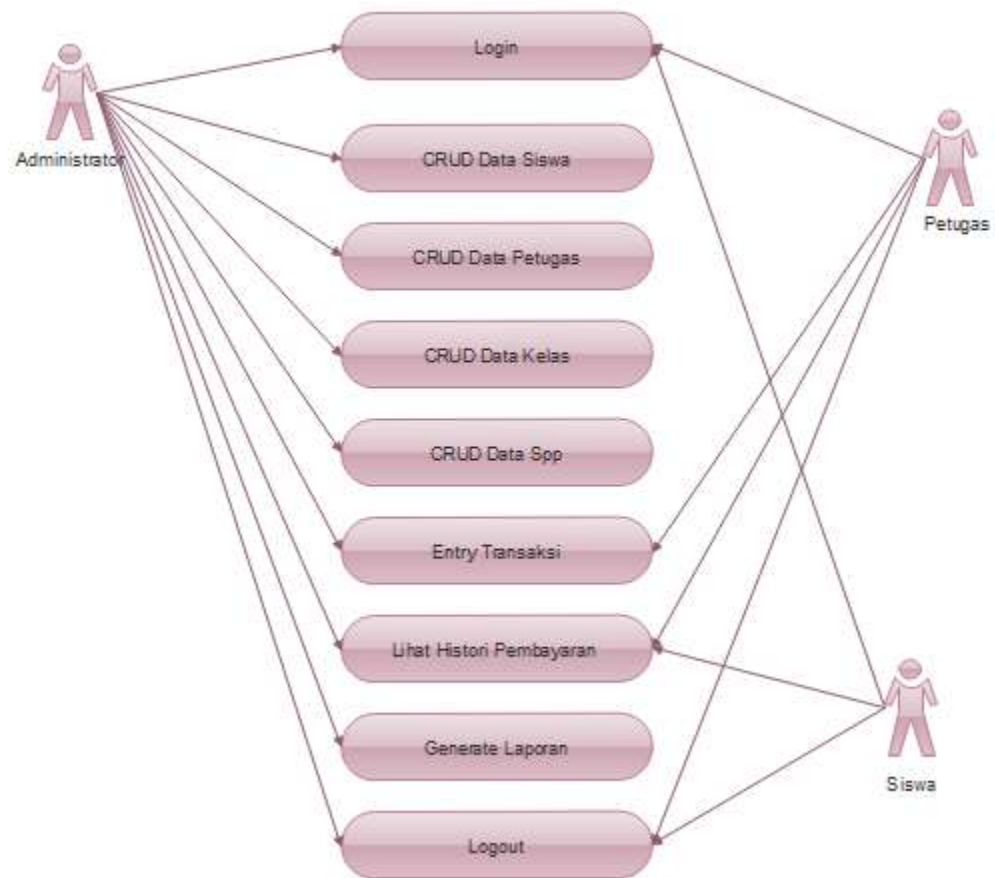 Login
Administrator
CRUD Data Siswa
Petugas
CRUD Data Petugas
CRUD Data Kelas
CRUD Data Spp
Entry Transaksi
Lihat Histori Pembayaran
Generate Laporan
Siswa
Logout